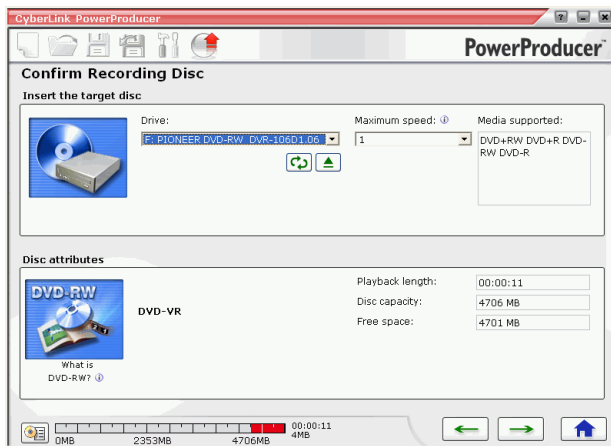 CyberLink PowerProducer
PowerProducer™
Confirm Recording Disc
Insert the target disc
Drive:
F: PIONEER DVD-RW DVR-106D1.06
Maximum speed:
1
Media supported:
DVD+RW DVD+R DVD-
RW DVD-R
Disc attributes
DVD-RW
What is
DVD-RW?
DVD-VR
Playback length:
00:00:11
Disc capacity:
4706 MB
Free space:
4701 MB
0MB
2353MB
4706MB
00:00:11
4MB